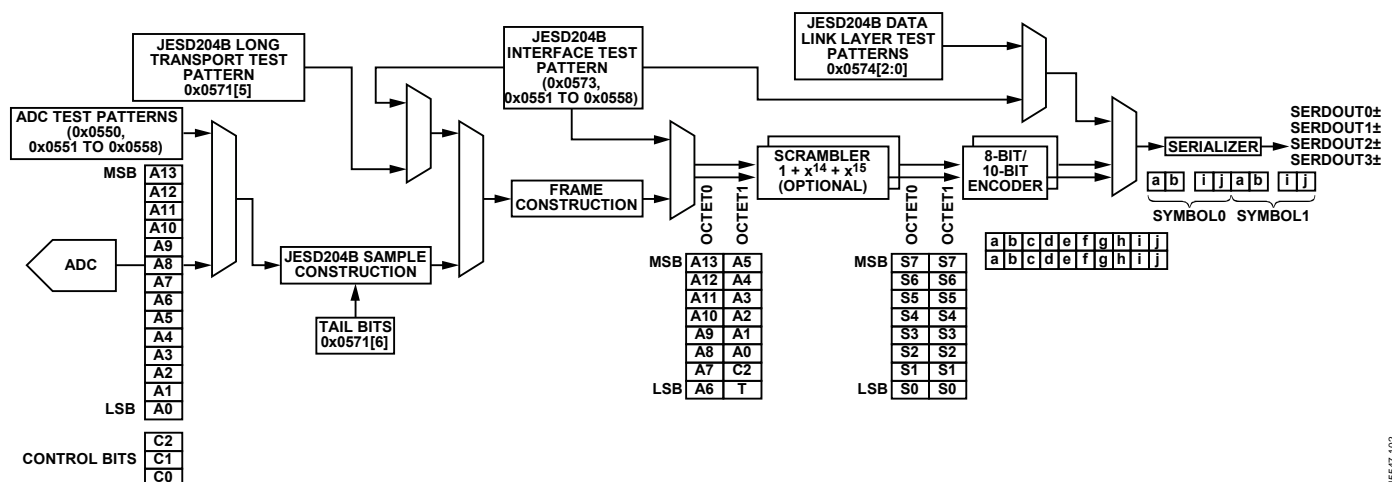 JESD204B LONG
TRANSPORT TEST
PATTERN
0x0571[5]
JESD204B
INTERFACE TEST
PATTERN
(0x0573,
0x0551 TO 0x0558)
JESD204B DATA
LINK LAYER TEST
PATTERNS
0x0574[2:0]
ADC TEST PATTERNS
(0x0550,
0x0551 TO 0x0558)
MSB A13
A12
A11
A10
A9
A8
A7
A6
A5
A4
A3
A2
A1
LSB A0
C2
CONTROL BITS C1
C0
ADC
JESD204B SAMPLE
CONSTRUCTION
TAIL BITS
0x0571[6]
FRAME
CONSTRUCTION
OCTET0
OCTET1
MSB A13 A5
A12 A4
A11 A3
A10 A2
A9 A1
A8 A0
A7 C2
LSB A6 T
SCRAMBLER
1 + x14 + x15
(OPTIONAL)
OCTET0
OCTET1
MSB S7 S7
S6 S6
S5 S5
S4 S4
S3 S3
S2 S2
S1 S1
LSB S0 S0
8-BIT/
10-BIT
ENCODER
a b c d e f g h i j
a b c d e f g h i j
SERIALIZER
SERDOUT0±
SERDOUT1±
SERDOUT2±
SERDOUT3±
a b i j a b i j
SYMBOL0 SYMBOL1